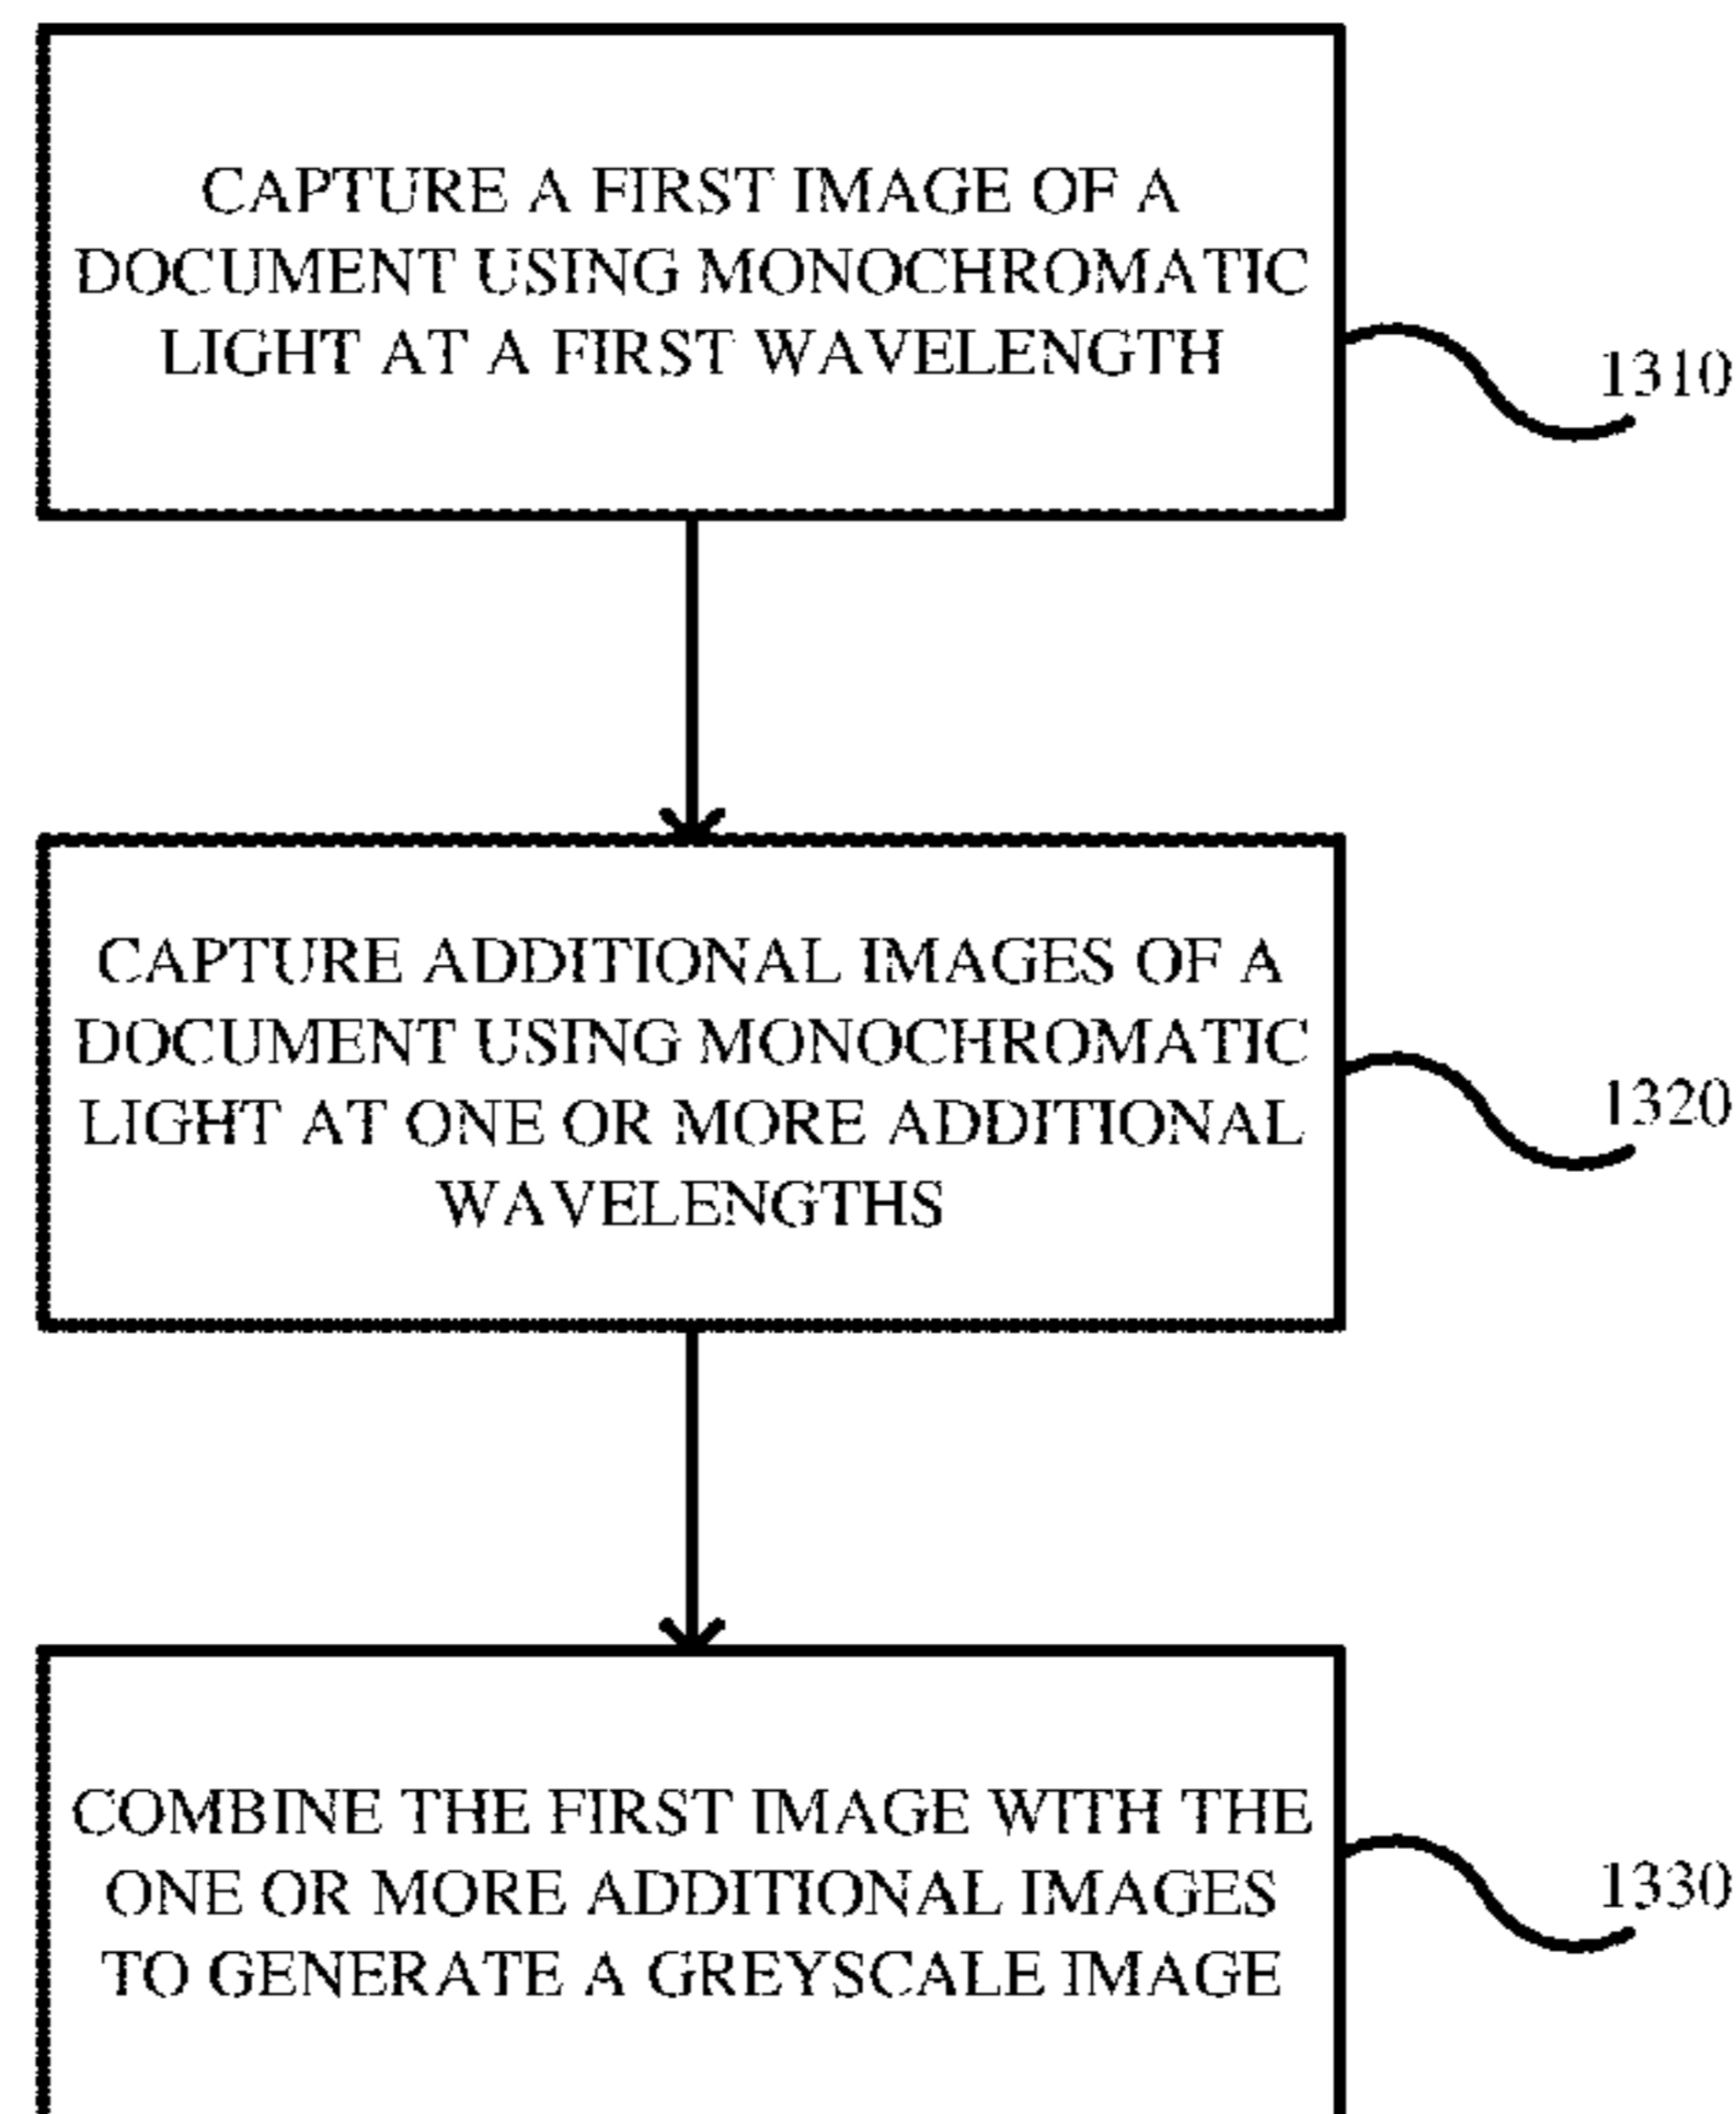 CAPTURE A FIRST IMAGE OF A
DOCUMENT USING MONOCHROMATIC
LIGHT AT A FIRST WAVELENGTH
1310
CAPTURE ADDITIONAL IMAGES OF A
DOCUMENT USING MONOCHROMATIC
LIGHT AT ONE OR MORE ADDITIONAL
WAVELENGTHS
1320
COMBINE THE FIRST IMAGE WITH THE
ONE OR MORE ADDITIONAL IMAGES
TO GENERATE A GREYSCALE IMAGE
1330